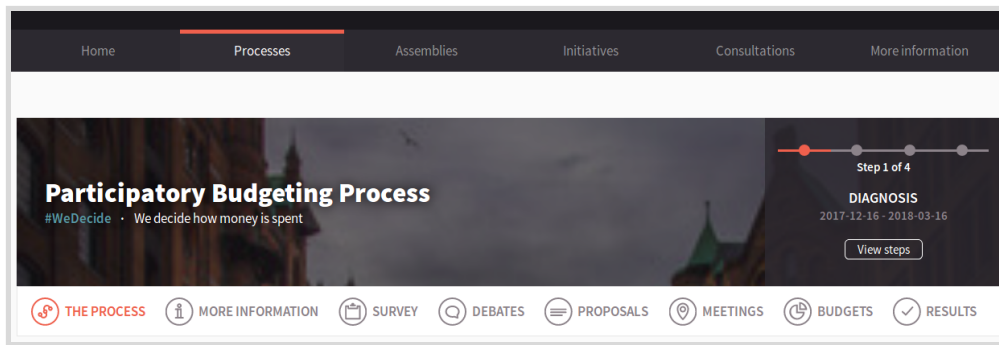 Home Processes Assemblies Initiatives Consultations More information
Participatory Budgeting Process
#WeDecide · We decide how money is spent
Step 1 of 4
DIAGNOSIS
2017-12-16 - 2018-03-16
View steps
THE PROCESS MORE INFORMATION SURVEY DEBATES PROPOSALS MEETINGS BUDGETS RESULTS